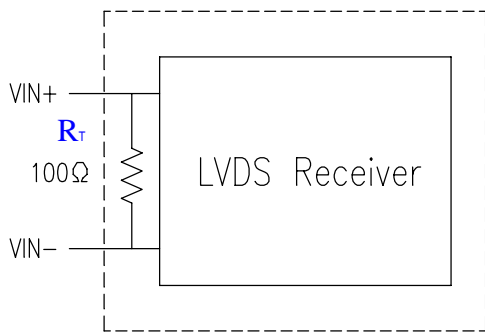 VIN+
RT
100Ω
LVDS Receiver
VIN-